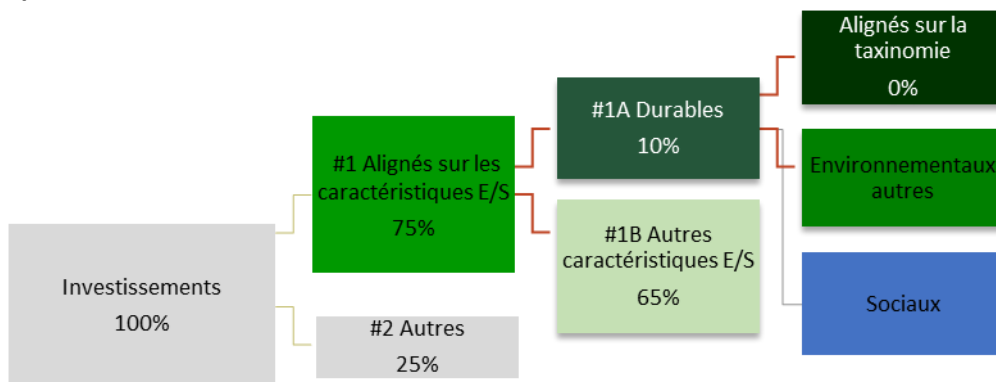 Investissements
100%
#1 Alignés sur les
caractéristiques E/S
75%
#2 Autres
25%
#1A Durables
10%
#1B Autres
caractéristiques E/S
65%
Alignés sur la
taxinomie
0%
Environnementaux
autres
Sociaux